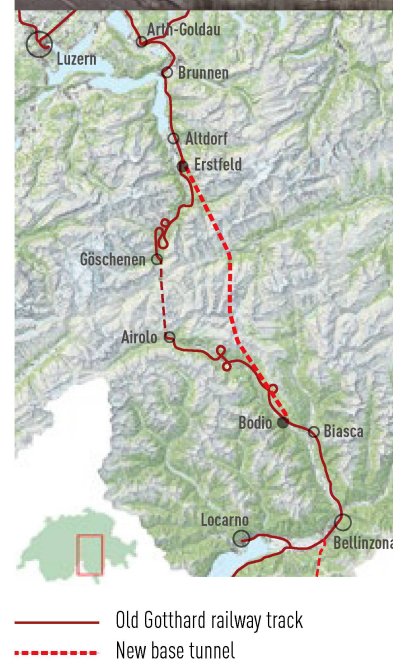 Arth-Goldau
Luzern
Brunnen
Altdorf
Erstfeld
Göschenen
Airolo
Bodio
Biasca
Locarno
Bellinzona
Old Gotthard railway track
New base tunnel